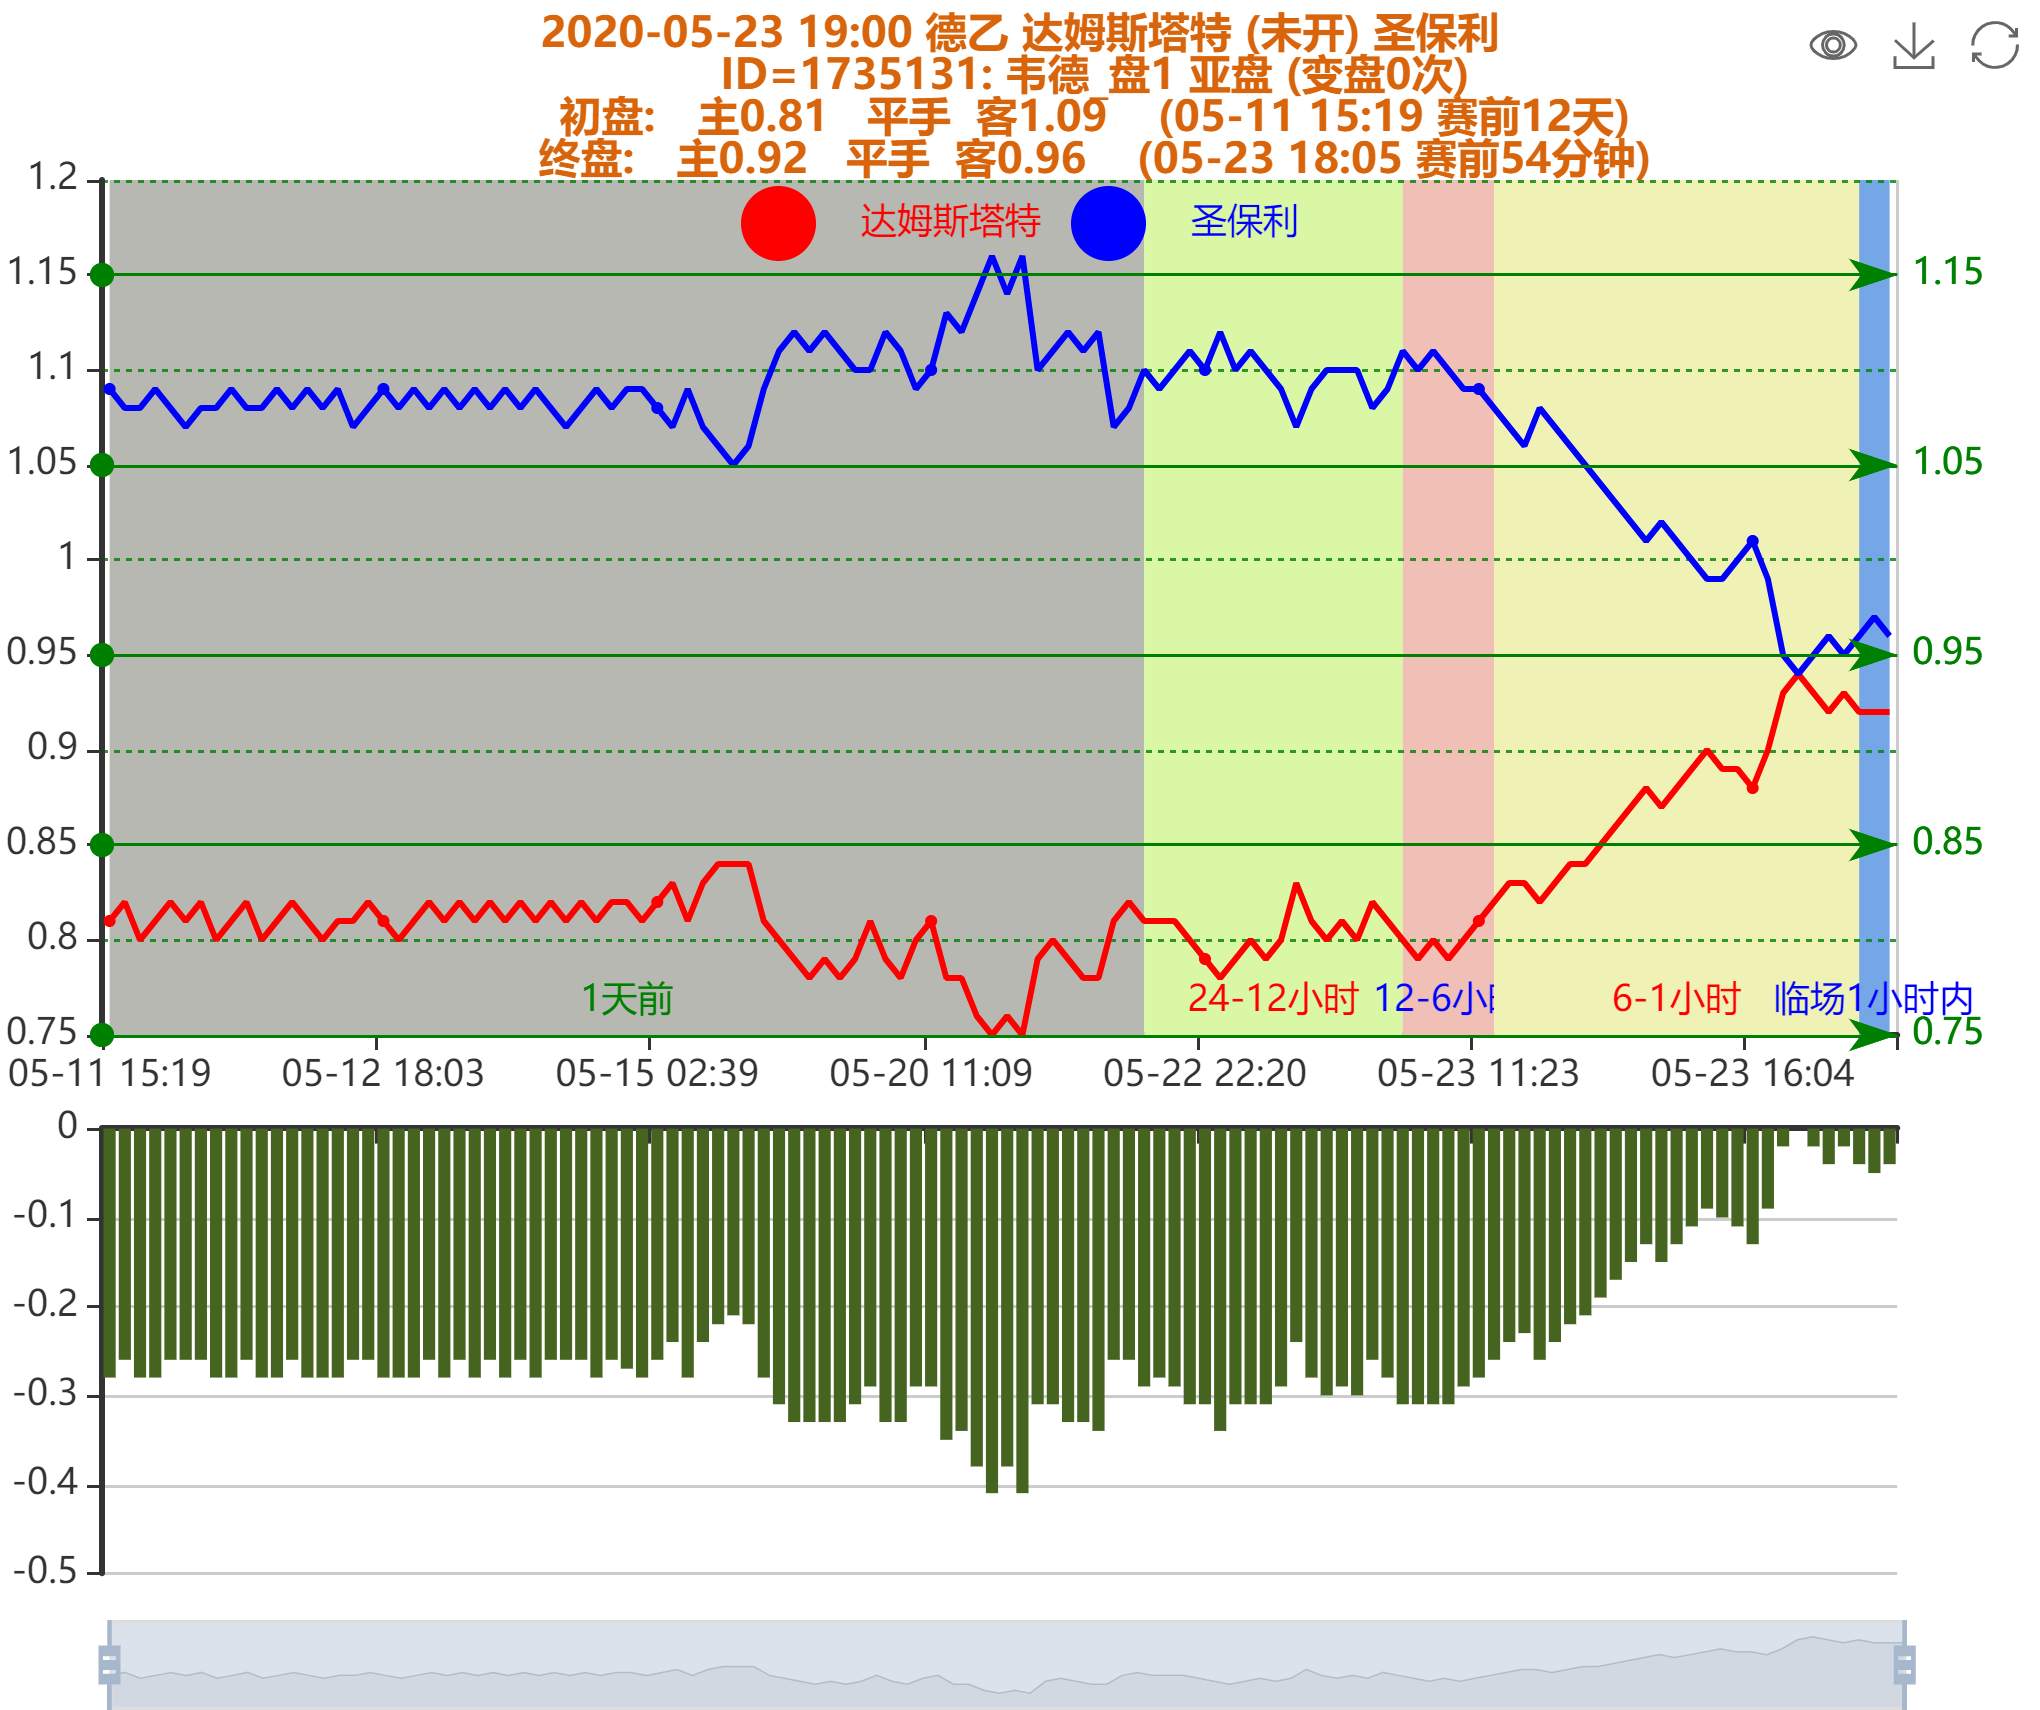 2020-05-23 19:00 德乙 达姆斯塔特 (未开) 圣保利
ID=1735131: 韦德_盘1 亚盘 (变盘0次)
初盘: 主0.81 平手 客1.09 (05-11 15:19 赛前12天)
终盘: 主0.92 平手 客0.96 (05-23 18:05 赛前54分钟)
达姆斯塔特 圣保利
1.2
1.15 1.15
1.1
1.05 1.05
1
0.95 0.95
0.9
0.85 0.85
0.8
1天前 24-12小时 12-6小 6-1小时 临场1小时内
0.75 0.75
05-11 15:19 05-12 18:03 05-15 02:39 05-20 11:09 05-22 22:20 05-23 11:23 05-23 16:04
0
-0.1
-0.2
-0.3
-0.4
-0.5